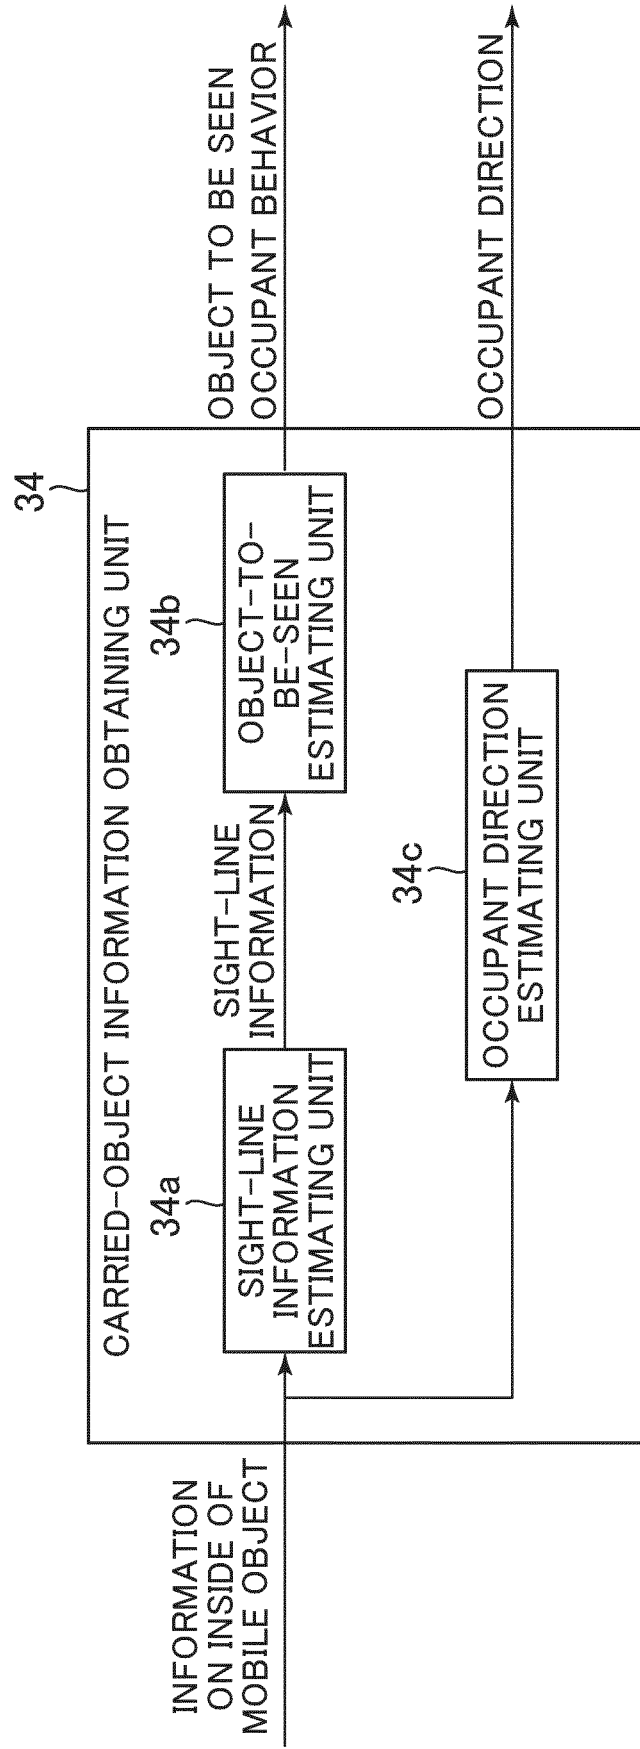 34
CARRIED-OBJECT INFORMATION OBTAINING UNIT
INFORMATION
ON INSIDE OF
MOBILE OBJECT
34a
SIGHT-LINE
INFORMATION
ESTIMATING UNIT
SIGHT-LINE
INFORMATION
34b
OBJECT-TO-
BE-SEEN
ESTIMATING UNIT
OBJECT TO BE SEEN
OCCUPANT BEHAVIOR
34c
OCCUPANT DIRECTION
ESTIMATING UNIT
OCCUPANT DIRECTION